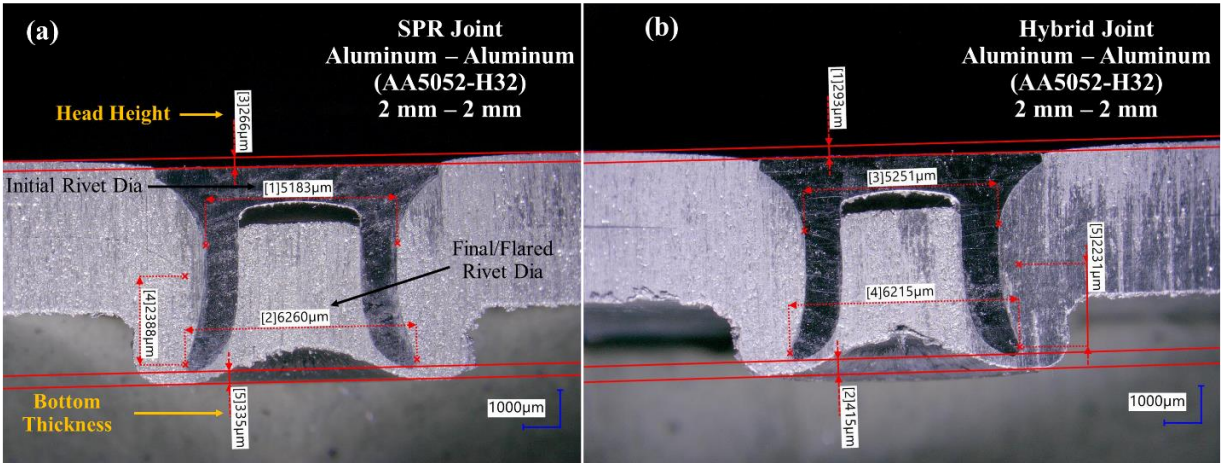 (a)
SPR Joint
Aluminum – Aluminum
(AA5052-H32)
2 mm – 2 mm
Head Height
[3]266µm
Initial Rivet Dia
[1]5183µm
Final/Flared
Rivet Dia
[4]2388µm
[2]6260µm
[5]335µm
Bottom
Thickness
1000µm
(b)
Hybrid Joint
Aluminum – Aluminum
(AA5052-H32)
2 mm – 2 mm
[1]293µm
[3]5251µm
[5]2231µm
[4]6215µm
[2]415µm
1000µm